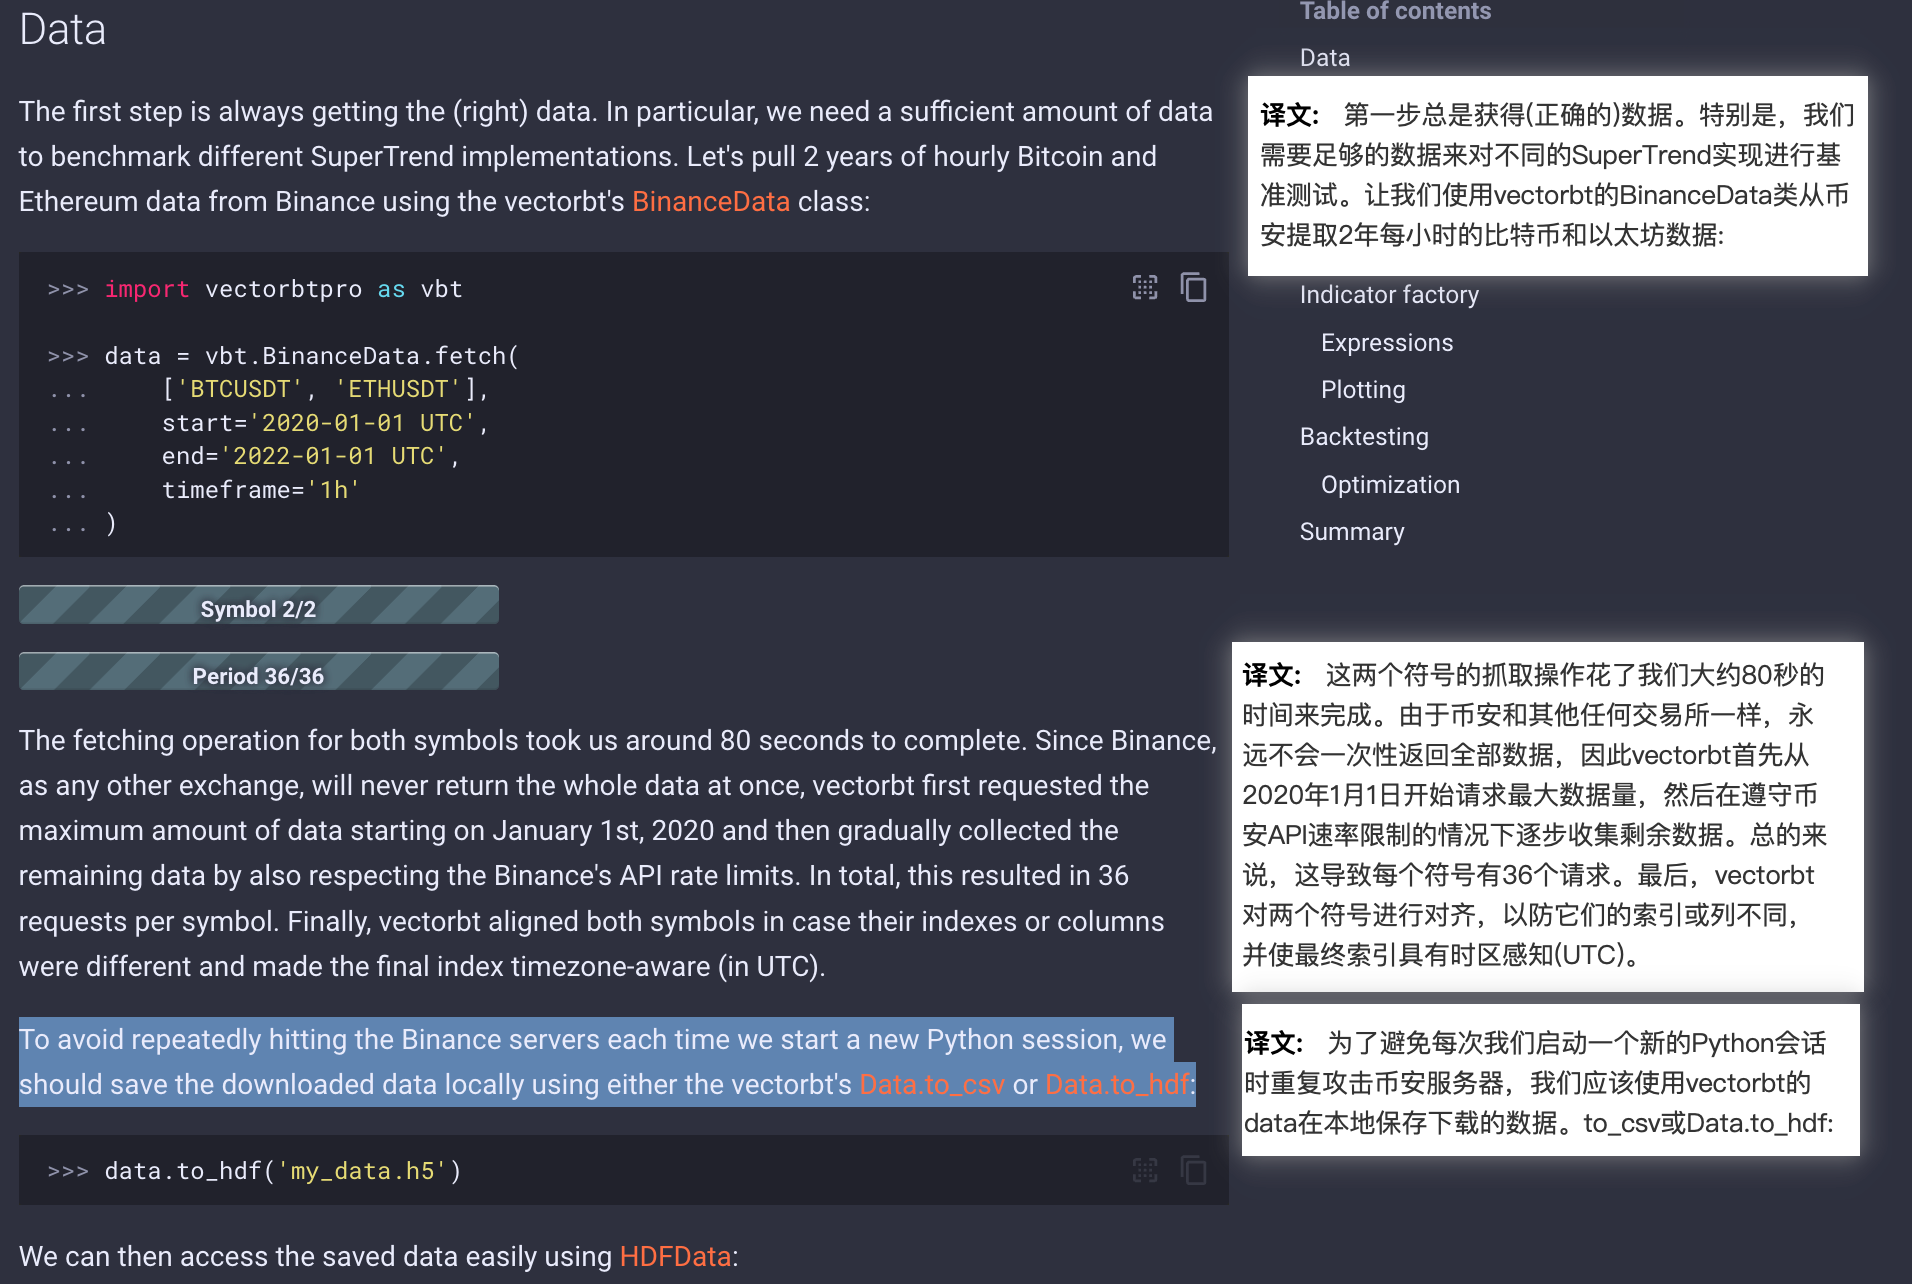 Data
The first step is always getting the (right) data. In particular, we need a sufficient amount of data
to benchmark different SuperTrend implementations. Let's pull 2 years of hourly Bitcoin and
Ethereum data from Binance using the vectorbt's BinanceData class:
>>> import vectorbtpro as vbt
>>> data = vbt.BinanceData.fetch(
...     ['BTCUSDT', 'ETHUSDT'],
...     start='2020-01-01 UTC',
...     end='2022-01-01 UTC',
...     timeframe='1h'
... )
Symbol 2/2
Period 36/36
The fetching operation for both symbols took us around 80 seconds to complete. Since Binance,
as any other exchange, will never return the whole data at once, vectorbt first requested the
maximum amount of data starting on January 1st, 2020 and then gradually collected the
remaining data by also respecting the Binance's API rate limits. In total, this resulted in 36
requests per symbol. Finally, vectorbt aligned both symbols in case their indexes or columns
were different and made the final index timezone-aware (in UTC).
To avoid repeatedly hitting the Binance servers each time we start a new Python session, we
should save the downloaded data locally using either the vectorbt's Data.to_csv or Data.to_hdf:
>>> data.to_hdf('my_data.h5')
We can then access the saved data easily using HDFData:
Table of contents
Data
译文: 第一步总是获得(正确的)数据。特别是，我们
需要足够的数据来对不同的SuperTrend实现进行基
准测试。让我们使用vectorbt的BinanceData类从币
安提取2年每小时的比特币和以太坊数据:
Indicator factory
Expressions
Plotting
Backtesting
Optimization
Summary
译文: 这两个符号的抓取操作花了我们大约80秒的
时间来完成。由于币安和其他任何交易所一样，永
远不会一次性返回全部数据，因此vectorbt首先从
2020年1月1日开始请求最大数据量，然后在遵守币
安API速率限制的情况下逐步收集剩余数据。总的来
说，这导致每个符号有36个请求。最后，vectorbt
对两个符号进行对齐，以防它们的索引或列不同，
并使最终索引具有时区感知(UTC)。
译文: 为了避免每次我们启动一个新的Python会话
时重复攻击币安服务器，我们应该使用vectorbt的
data在本地保存下载的数据。to_csv或Data.to_hdf: